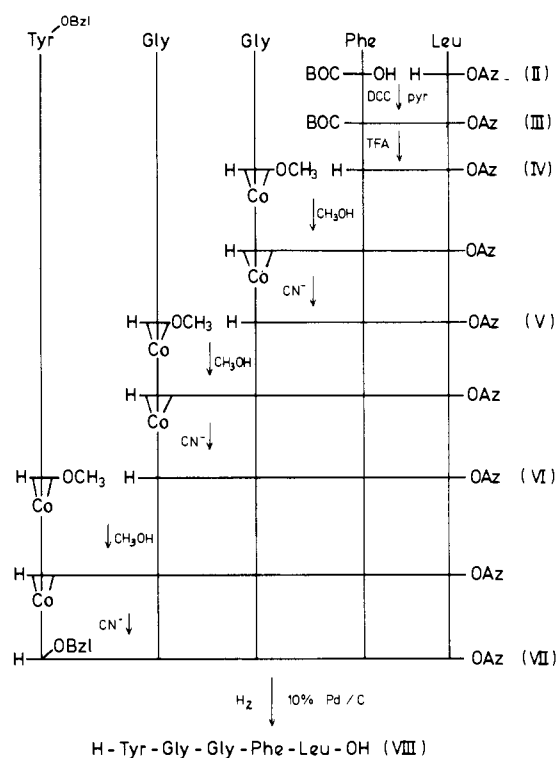 OBzl
Tyr Gly Gly Phe Leu
BOC OH H OAz (II)
DCC pyr
BOC OAz (III)
TFA
H OCH₃ H OAz (IV)
Co
CH₃OH
H OAz
Co
CN⁻
H OCH₃ H OAz (V)
Co
CH₃OH
H OAz
Co
CN⁻
H OCH₃ H OAz (VI)
Co
CH₃OH
H OAz
Co
CN⁻
OBzl
H OAz (VII)
H₂ 10% Pd / C
H - Tyr - Gly - Gly - Phe - Leu - OH (VIII)